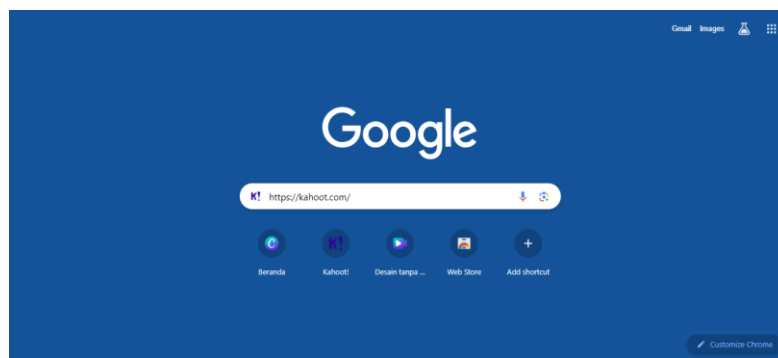 Gmail Images
Google
K! https://kahoot.com/
K!
Beranda Kahoot! Desain tanpa ... Web Store Add shortcut
Customize Chrome